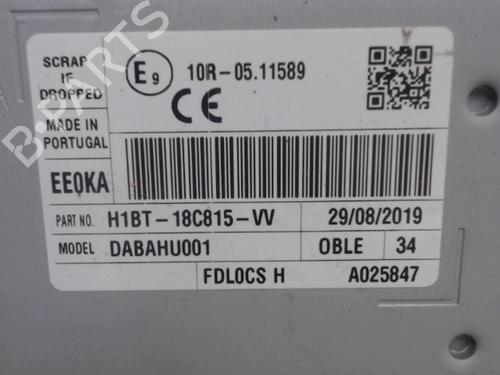 SCRAP
IF
DROPPED
E9
10R-05.11589
CE
MADE IN
PORTUGAL
EE0KA
PART NO. H1BT-18C815-VV 29/08/2019
MODEL DABAHU001 OBLE 34
FDLOCS H A025847
B-PARTS